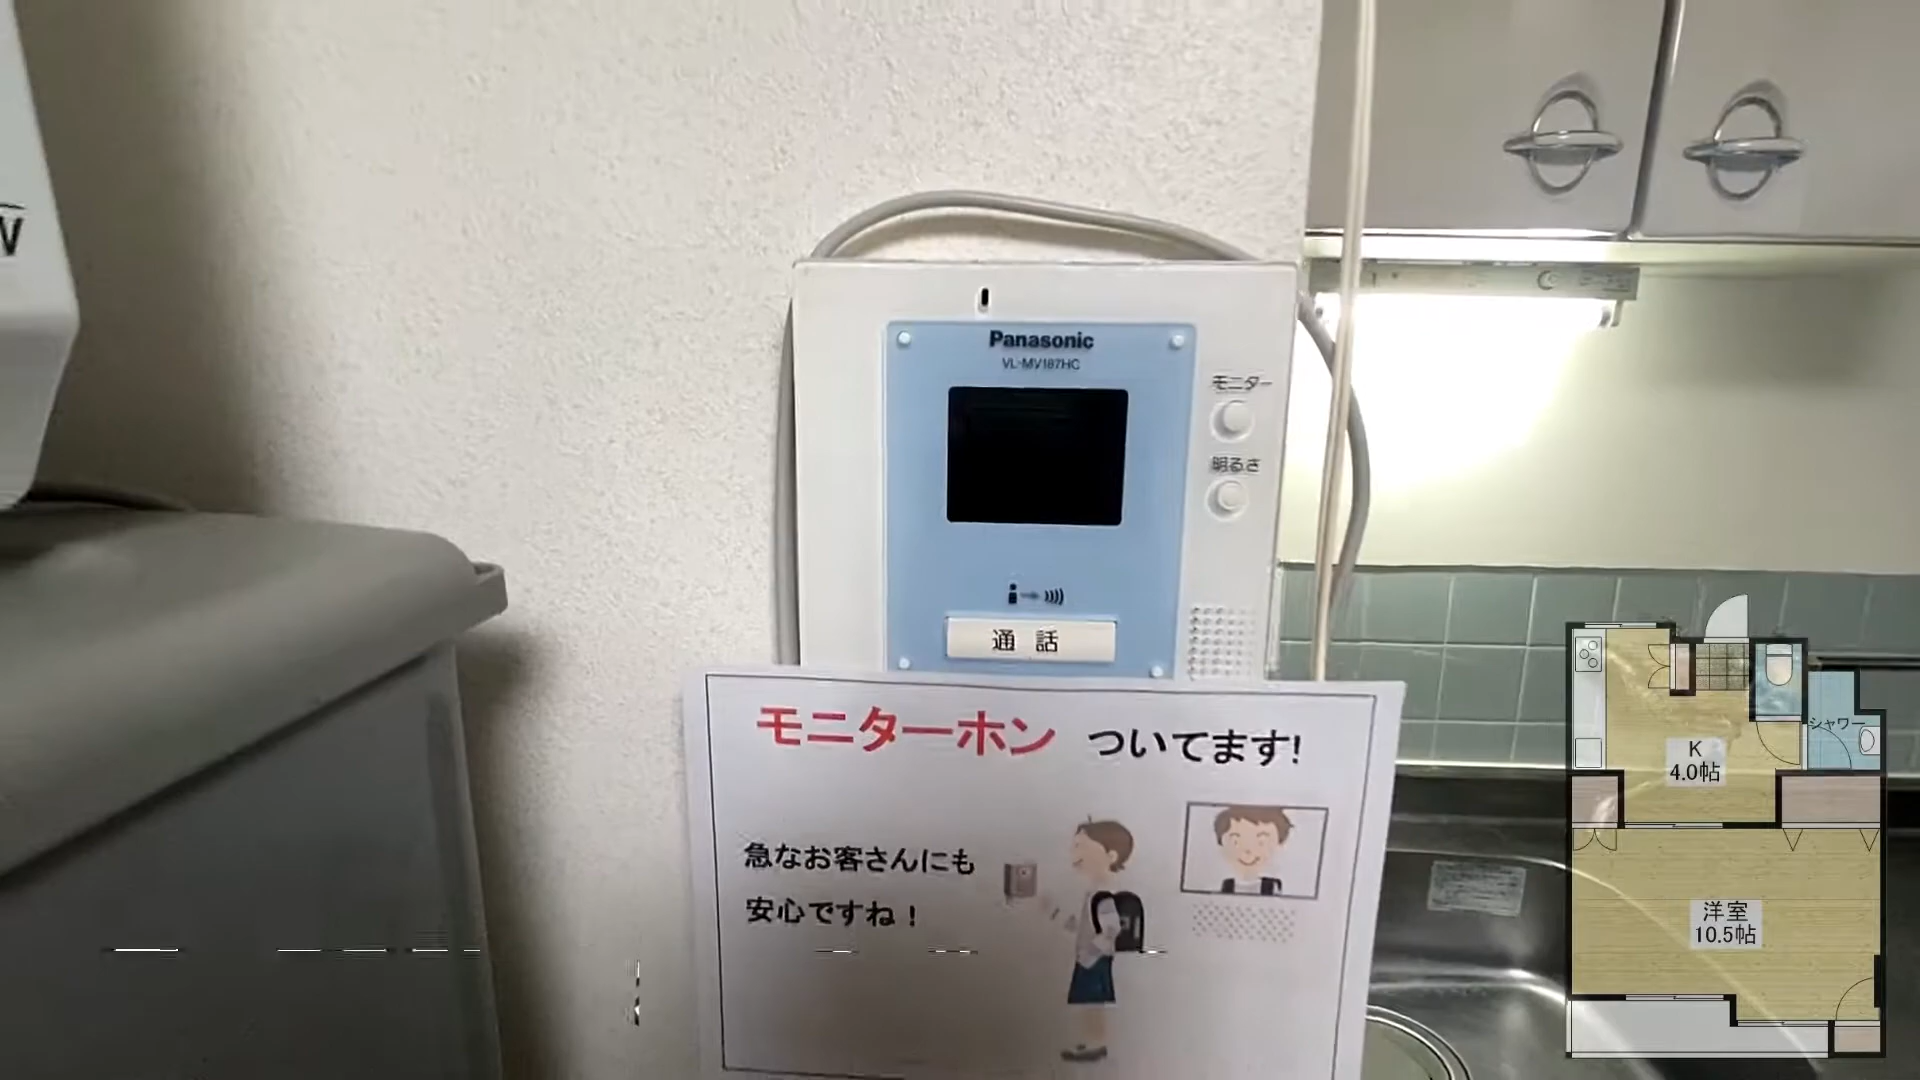 V
Panasonic
VL-MV187HC
モニター
明るさ
通話
モニターホン ついてます!
急なお客さんにも
安心ですね!
シャワー
K
4.0帖
洋室
10.5帖